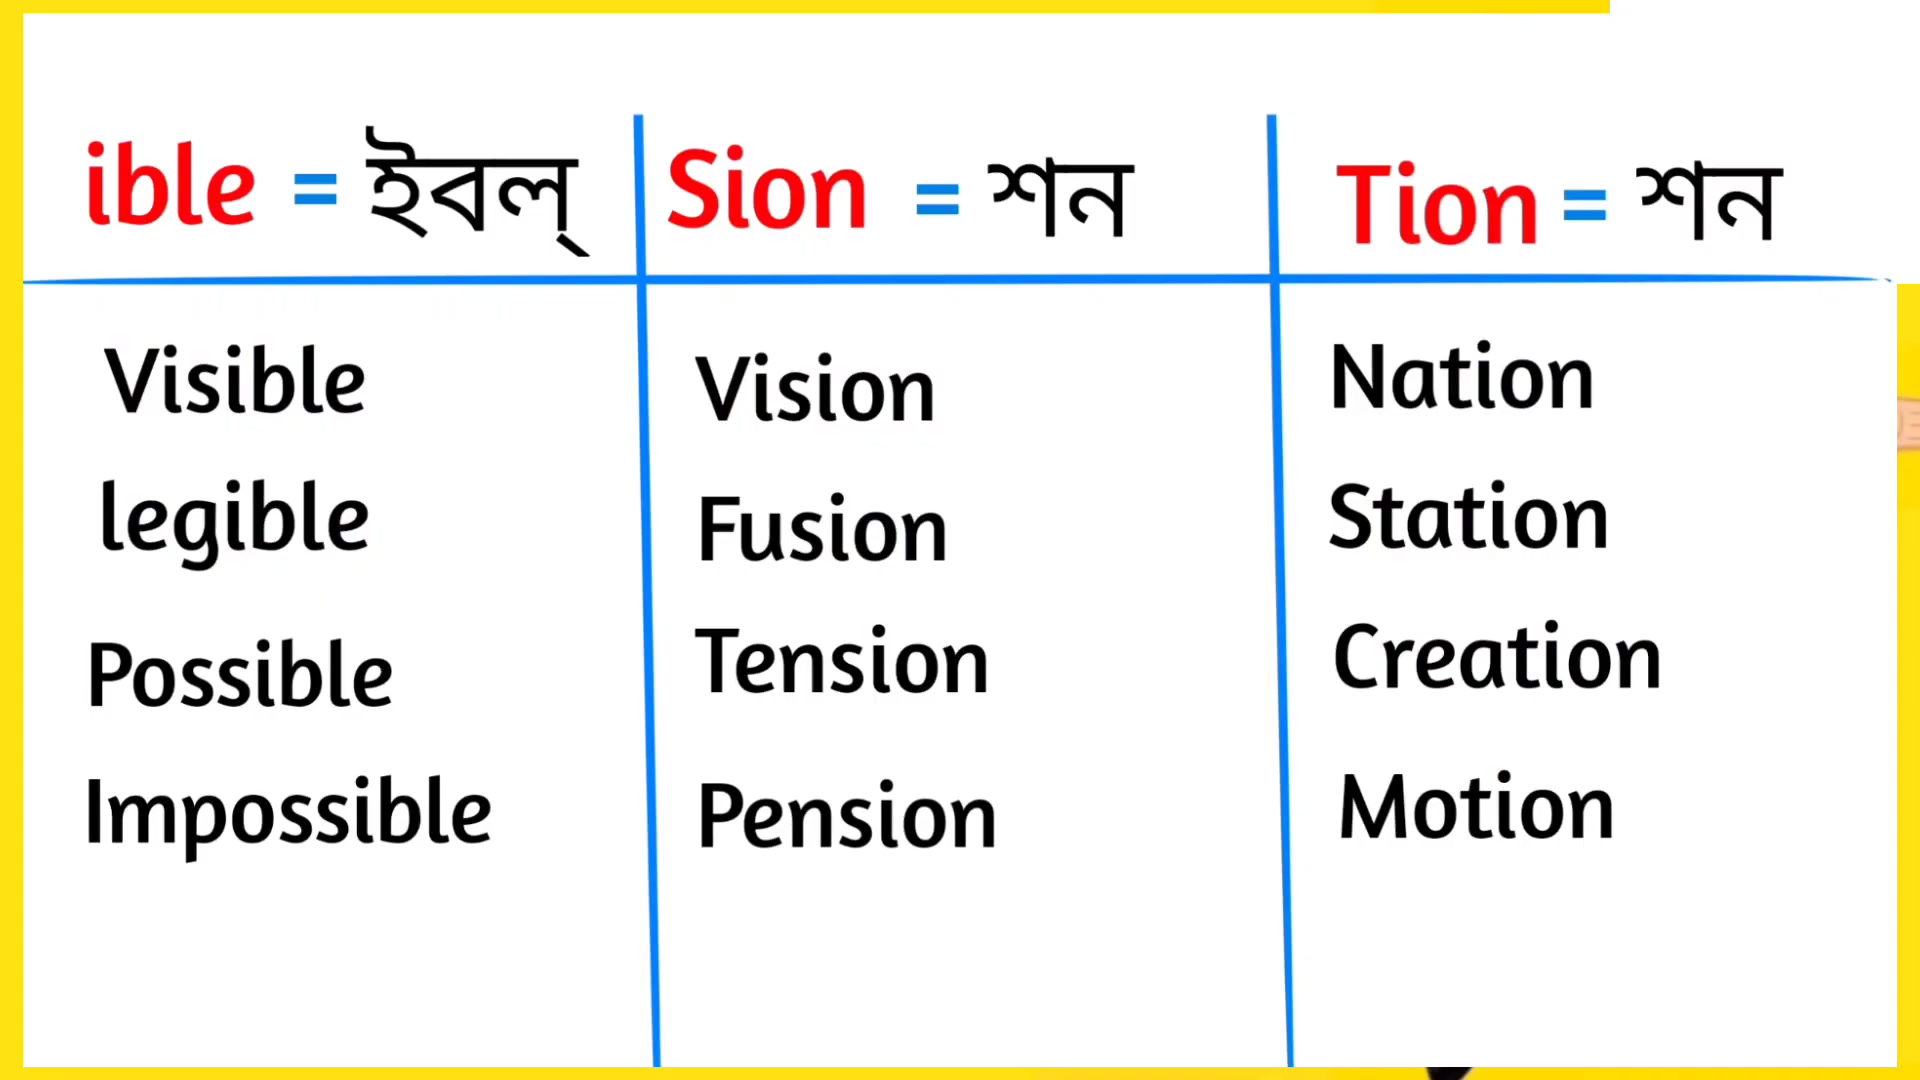 ible = ইবল্ Sion = শন Tion = শন
Visible Vision Nation
legible Fusion Station
Possible Tension Creation
Impossible Pension Motion